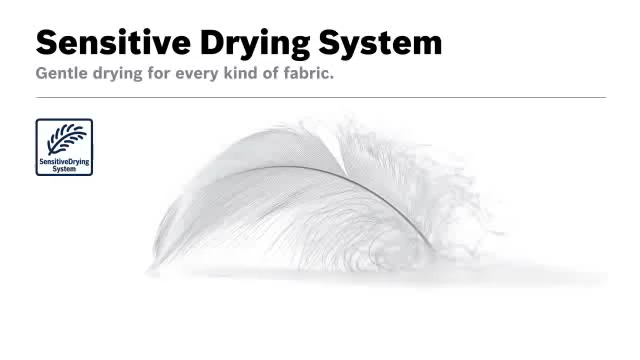 Sensitive Drying System
Gentle drying for every kind of fabric.
SensitiveDrying
System